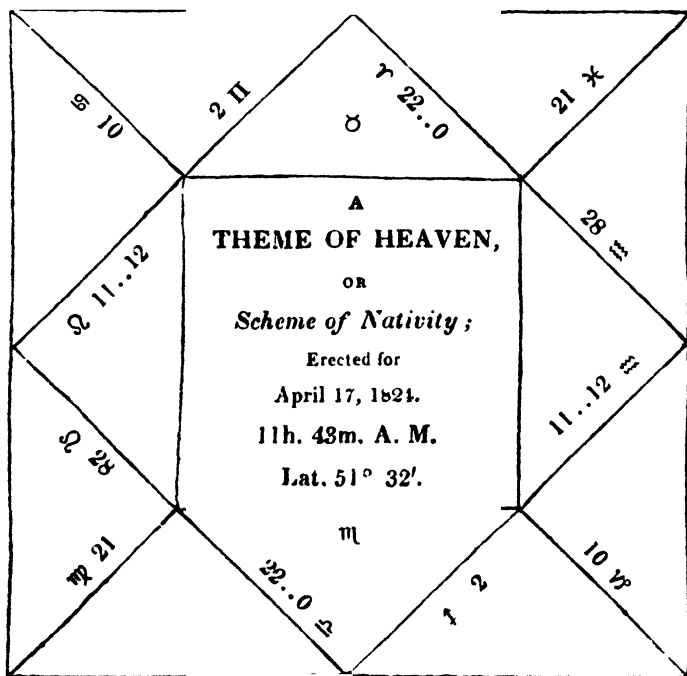 ♋ 10
2 ♊
♈ 22..0
21 ♓
♉
28 ♒
♌ 11..12
A
THEME OF HEAVEN,
OR
Scheme of Nativity;
Erected for
April 17, 1824.
11h. 43m. A. M.
Lat. 51° 32′.
11..12 ♒
♌ 28
♏
♍ 21
22..0 ♎
♐ 2
10 ♑